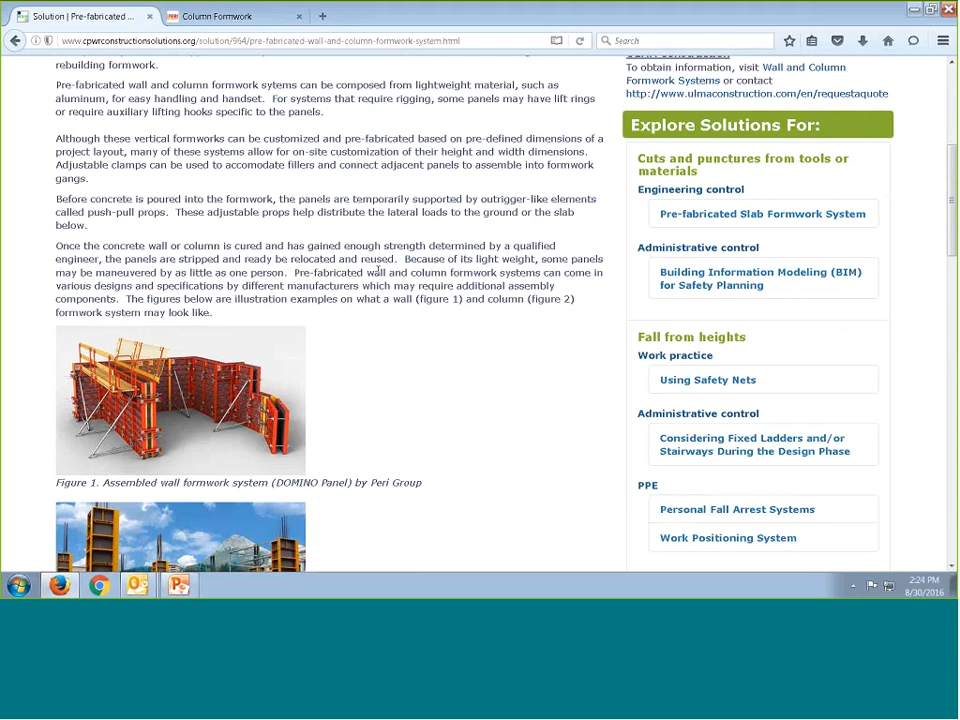 Solution | Pre-fabricated ...
Column Formwork
www.cpwrconstructionsolutions.org/solution/964/pre-fabricated-wall-and-column-formwork-system.html
Search
rebuilding formwork.
Pre-fabricated wall and column formwork sytems can be composed from lightweight material, such as
aluminum, for easy handling and handset. For systems that require rigging, some panels may have lift rings
or require auxiliary lifting hooks specific to the panels.
Although these vertical formworks can be customized and pre-fabricated based on pre-defined dimensions of a
project layout, many of these systems allow for on-site customization of their height and width dimensions.
Adjustable clamps can be used to accomodate fillers and connect adjacent panels to assemble into formwork
gangs.
Before concrete is poured into the formwork, the panels are temporarily supported by outrigger-like elements
called push-pull props. These adjustable props help distribute the lateral loads to the ground or the slab
below.
Once the concrete wall or column is cured and has gained enough strength determined by a qualified
engineer, the panels are stripped and ready be relocated and reused. Because of its light weight, some panels
may be maneuvered by as little as one person. Pre-fabricated wall and column formwork systems can come in
various designs and specifications by different manufacturers which may require additional assembly
components. The figures below are illustration examples on what a wall (figure 1) and column (figure 2)
formwork system may look like.
Figure 1. Assembled wall formwork system (DOMINO Panel) by Peri Group
To obtain information, visit Wall and Column
Formwork Systems or contact
http://www.ulmaconstruction.com/en/requestaquote
Explore Solutions For:
Cuts and punctures from tools or
materials
Engineering control
Pre-fabricated Slab Formwork System
Administrative control
Building Information Modeling (BIM)
for Safety Planning
Fall from heights
Work practice
Using Safety Nets
Administrative control
Considering Fixed Ladders and/or
Stairways During the Design Phase
PPE
Personal Fall Arrest Systems
Work Positioning System
2:24 PM
8/30/2016